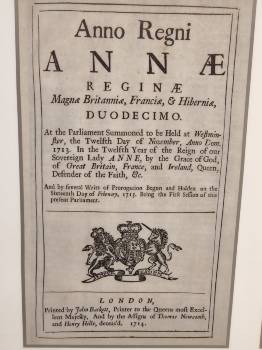 Anno Regni
ANNÆ
REGINÆ
Magnæ Britanniæ, Franciæ, & Hiberniæ,
DUODECIMO.
At the Parliament Summoned to be Held at Westmin-
ster, the Twelfth Day of November, Anno Dom.
1713. In the Twelfth Year of the Reign of our
Sovereign Lady ANNE, by the Grace of God,
of Great Britain, France, and Ireland, Queen,
Defender of the Faith, &c.
And by several Writs of Prorogation Begun and Holden on the
Sixteenth Day of February, 1713. Being the First Session of this
present Parliament.
LONDON,
Printed by John Baskett, Printer to the Queens most Excel-
lent Majesty, And by the Assigns of Thomas Newcomb,
and Henry Hills, deceas'd. 1714.